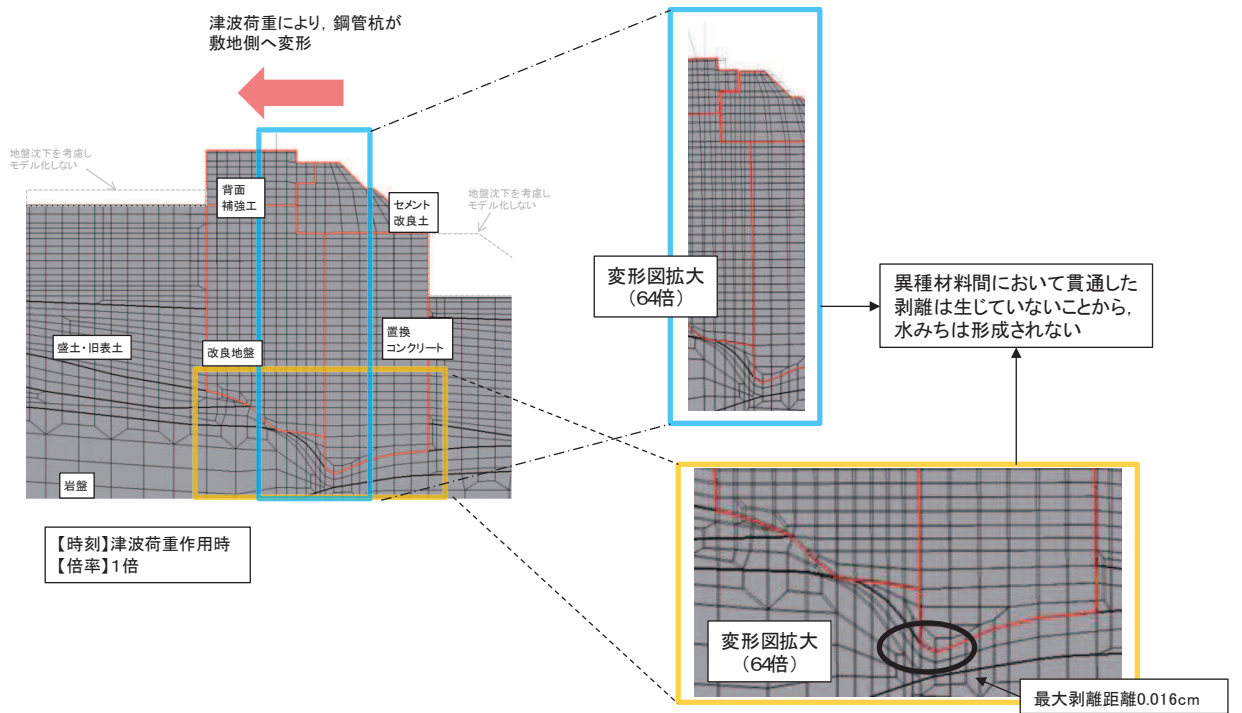 津波荷重により，鋼管杭が
敷地側へ変形
地盤沈下を考慮し
モデル化しない
背面
補強工
セメント
改良土
地盤沈下を考慮し
モデル化しない
盛土・旧表土
改良地盤
置換
コンクリート
岩盤
【時刻】津波荷重作用時
【倍率】1倍
変形図拡大
（64倍）
異種材料間において貫通した
剥離は生じていないことから，
水みちは形成されない
変形図拡大
（64倍）
最大剥離距離0.016cm